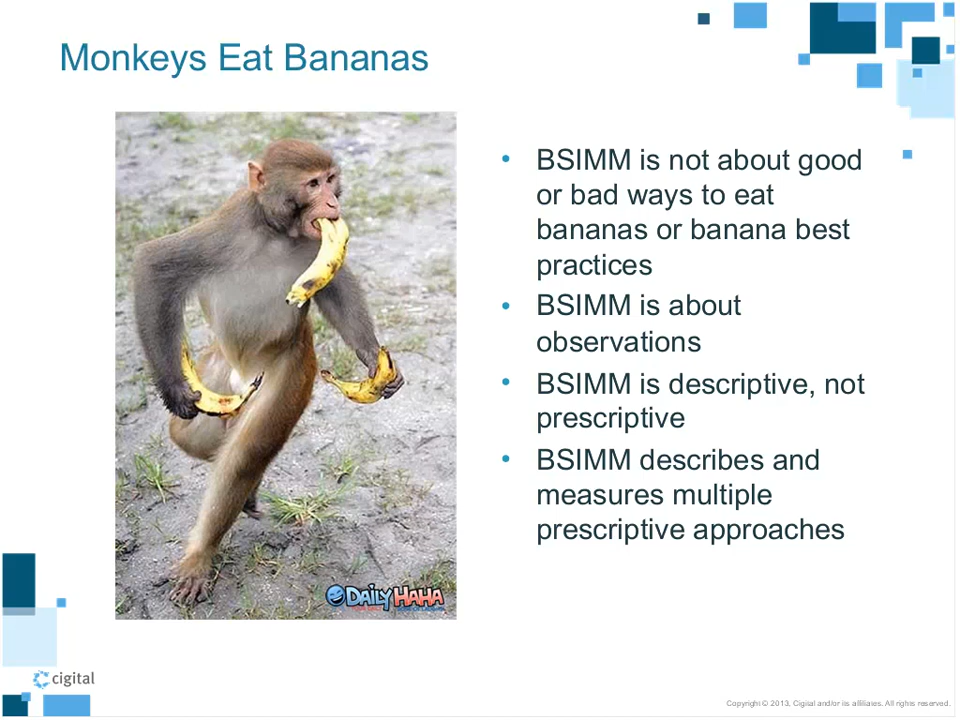 Monkeys Eat Bananas
• BSIMM is not about good
or bad ways to eat
bananas or banana best
practices
• BSIMM is about
observations
• BSIMM is descriptive, not
prescriptive
• BSIMM describes and
measures multiple
prescriptive approaches
DAILY HAHA
cigital
Copyright © 2013, Cigital and/or its affiliates. All rights reserved.